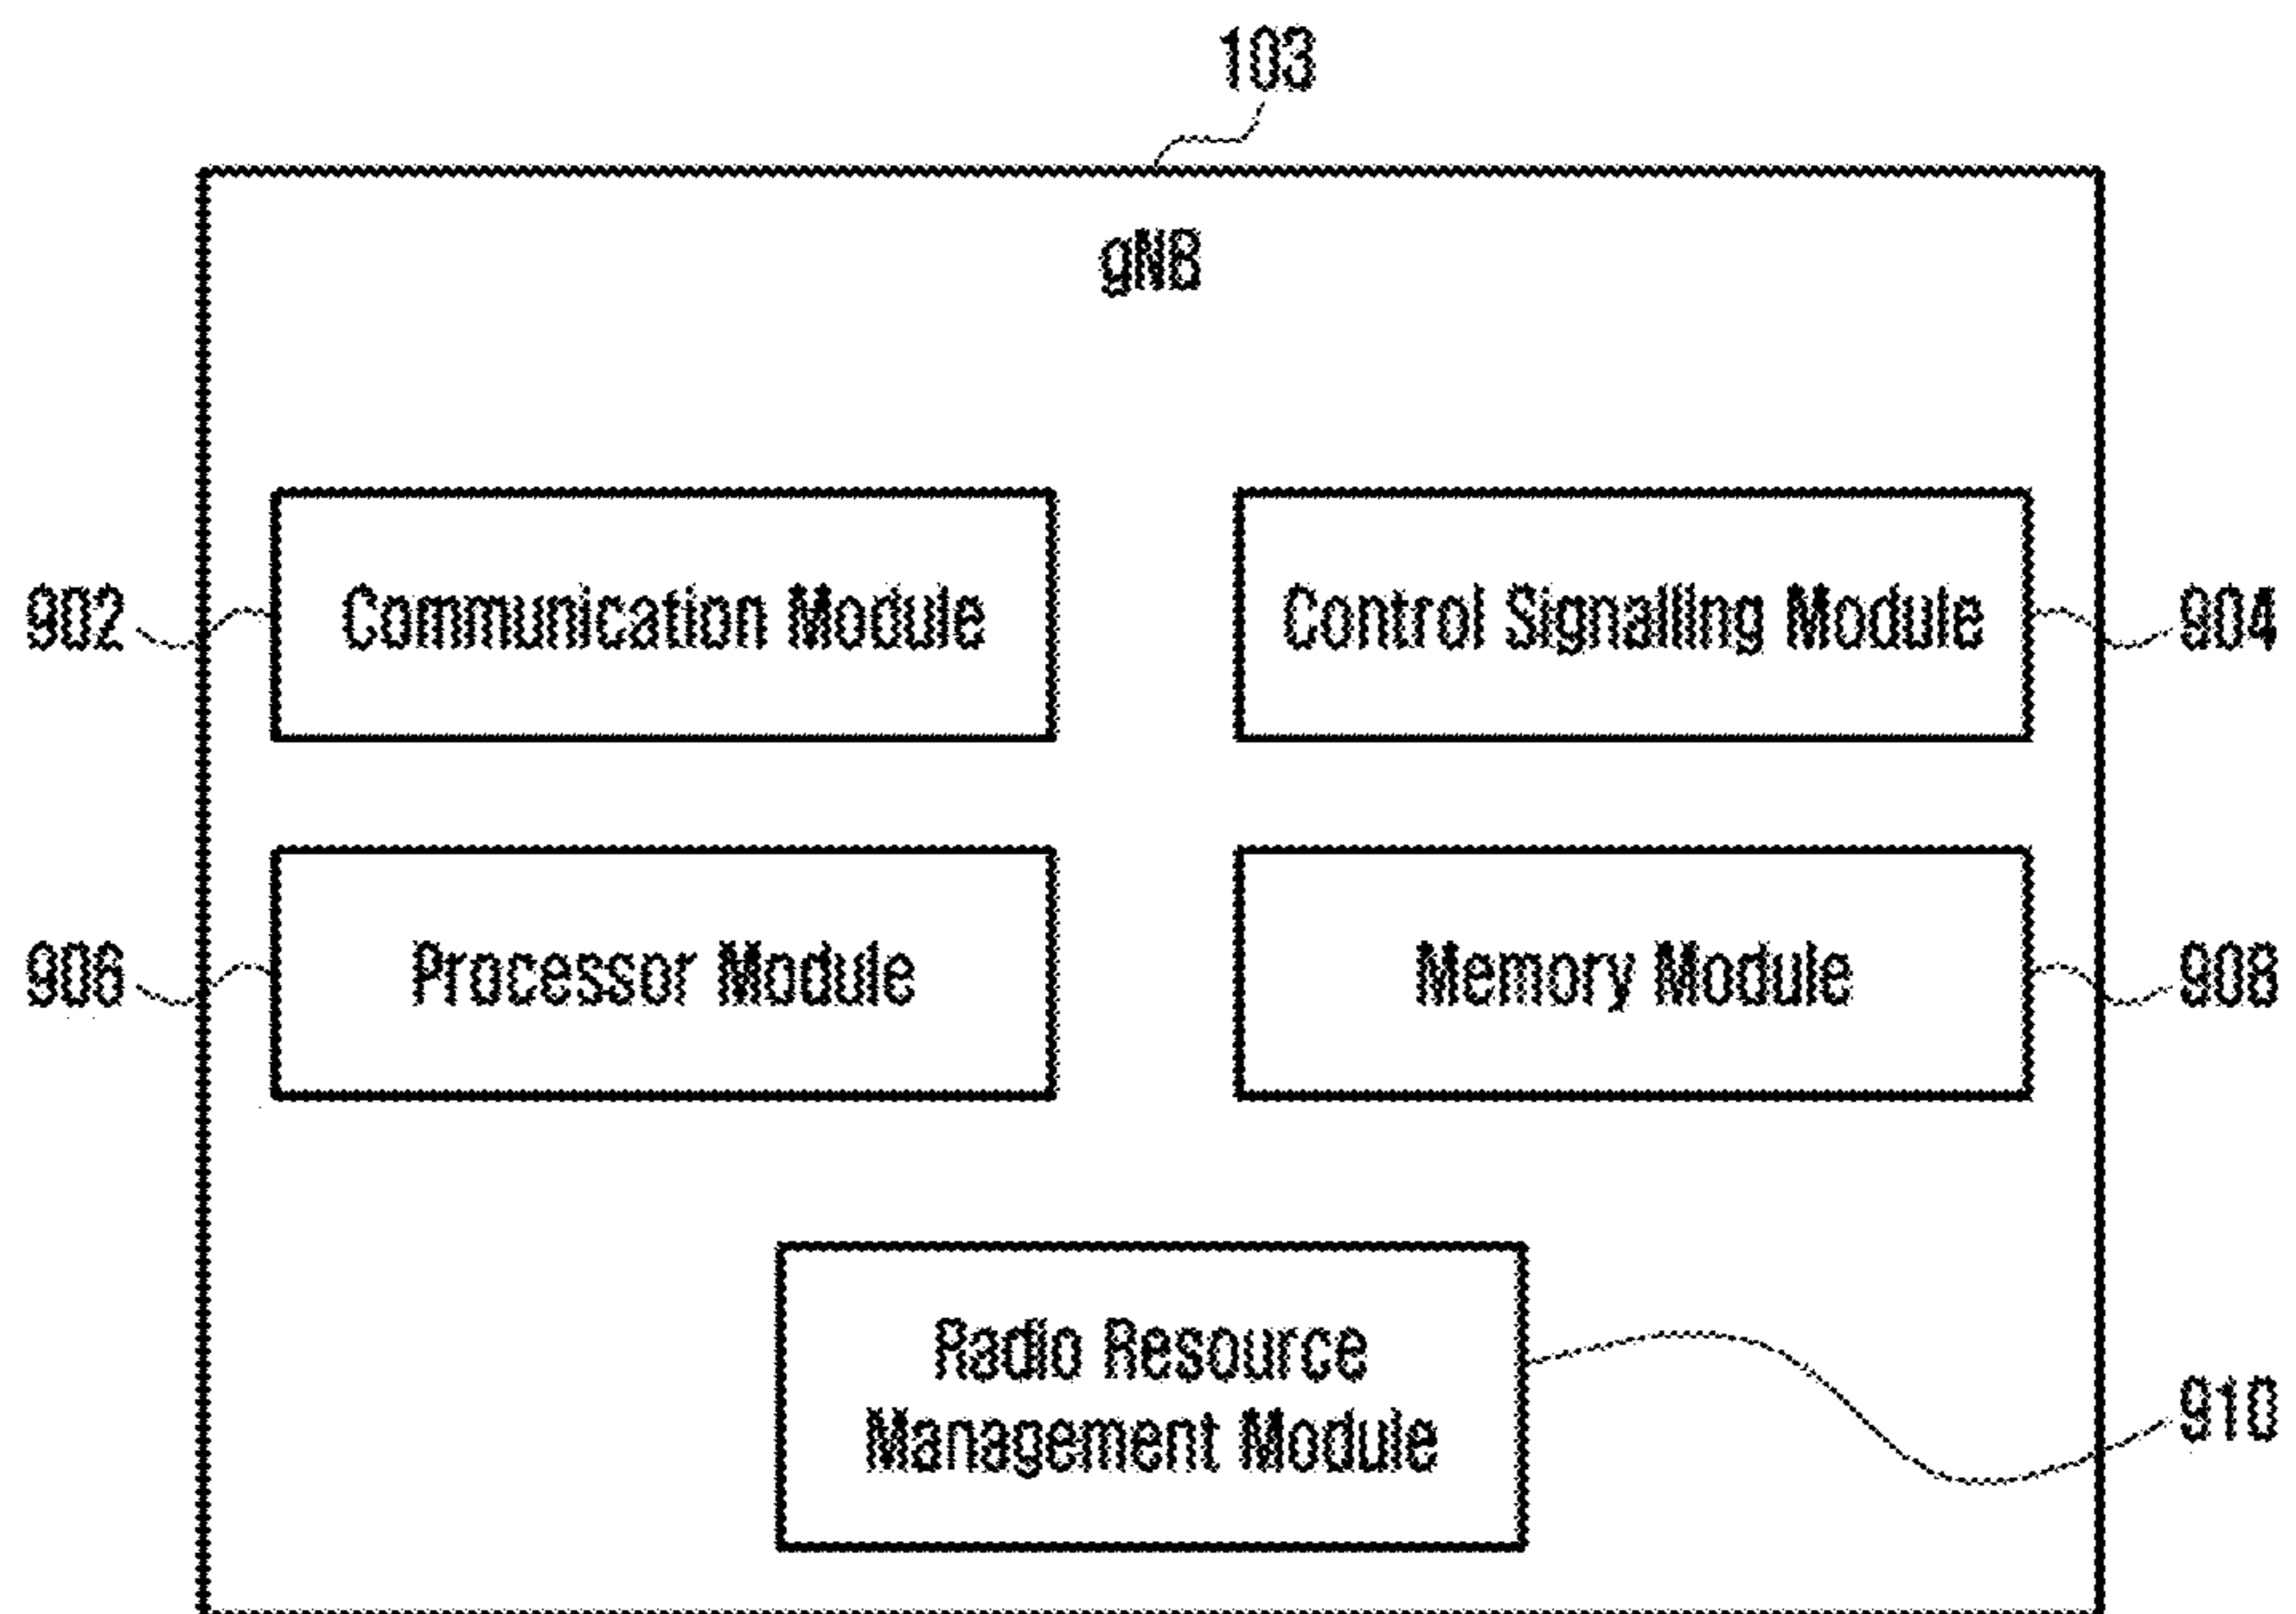 103
gNB
902
Communication Module
Control Signalling Module
904
906
Processor Module
Memory Module
908
Radio Resource
Management Module
910